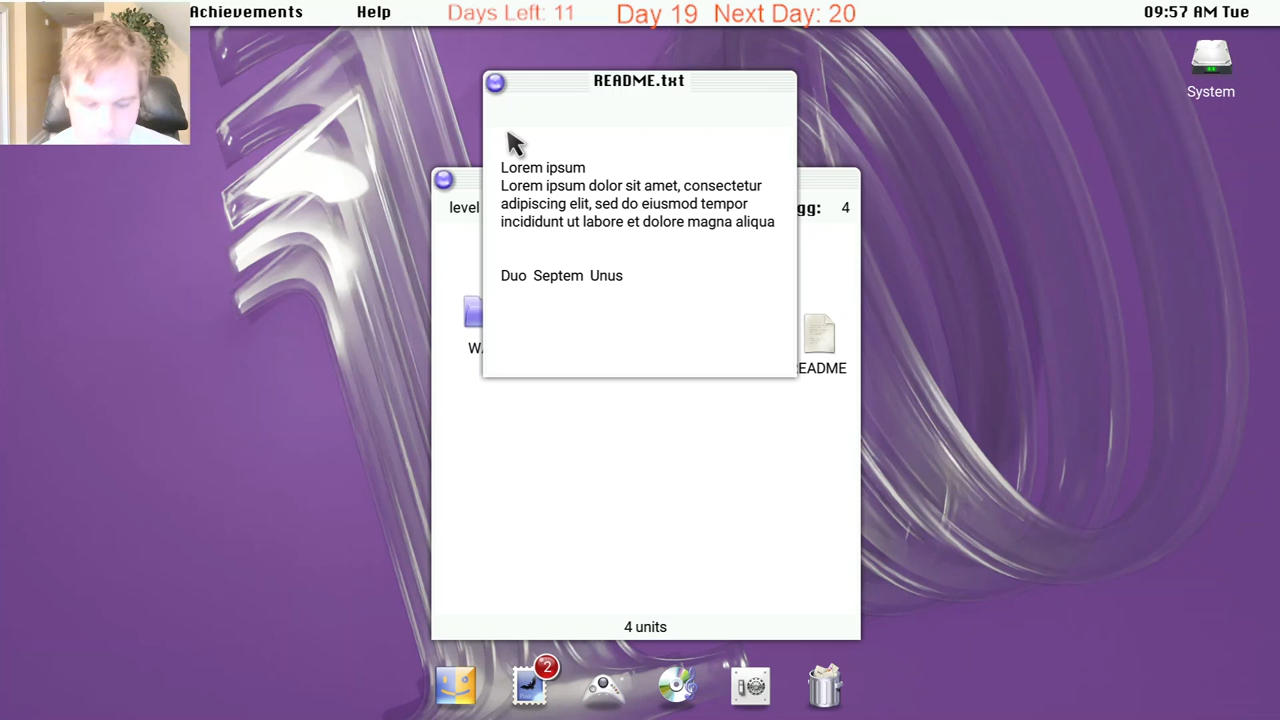 Achievements Help Days Left: 11 Day 19 Next Day: 20 09:57 AM Tue
System
README.txt
Lorem ipsum
Lorem ipsum dolor sit amet, consectetur
adipiscing elit, sed do eiusmod tempor
incididunt ut labore et dolore magna aliqua
Duo Septem Unus
level gg: 4
W
EADME
4 units
2